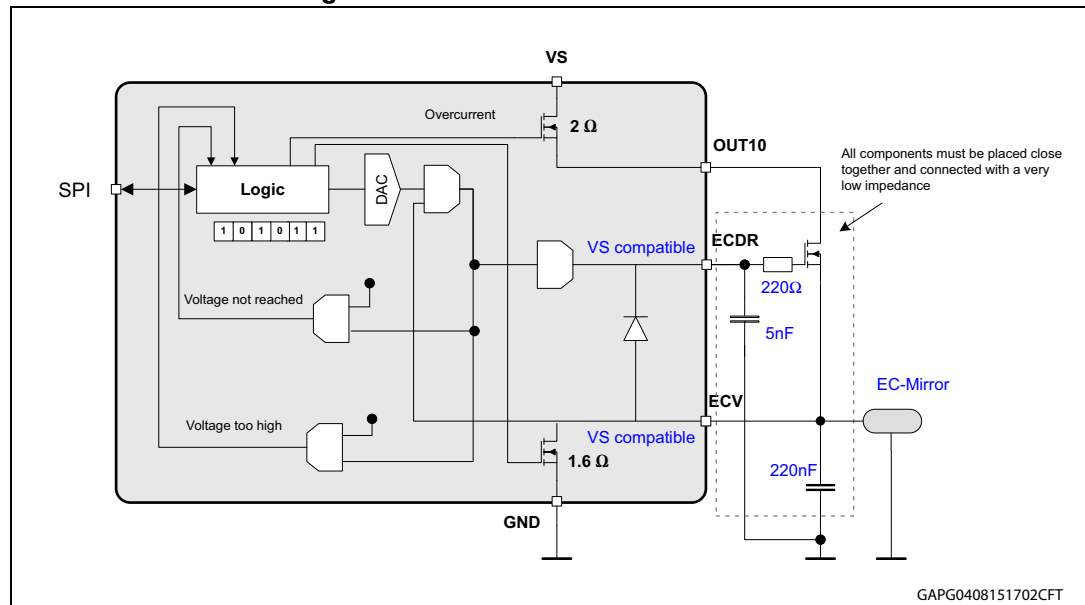 VS
Overcurrent
2 Ω
OUT10
All components must be placed close
together and connected with a very
low impedance
SPI
Logic
DAC
1 0 1 0 1 1
VS compatible
ECDR
220Ω
Voltage not reached
5nF
EC-Mirror
ECV
Voltage too high
VS compatible
1.6 Ω
220nF
GND
GAPG0408151702CFT